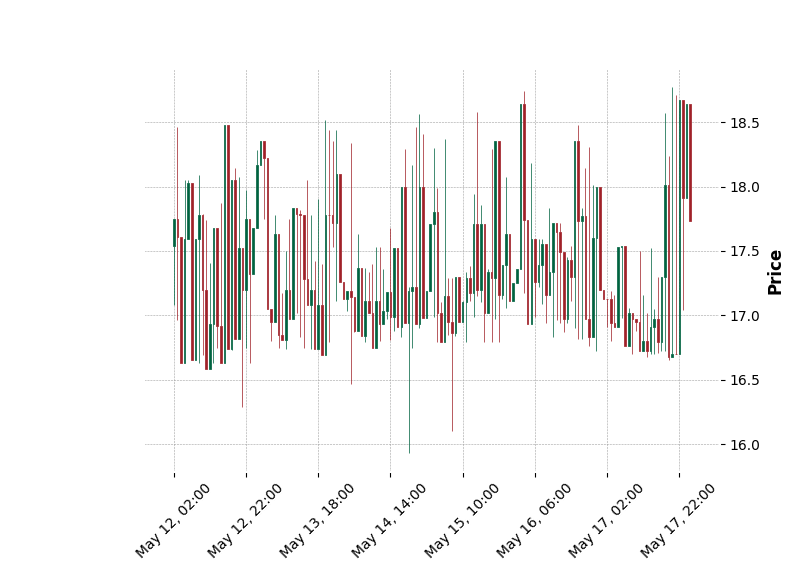 18.5
18.0
17.5
17.0
16.5
16.0
Price
May 12, 02:00
May 12, 22:00
May 13, 18:00
May 14, 14:00
May 15, 10:00
May 16, 06:00
May 17, 02:00
May 17, 22:00